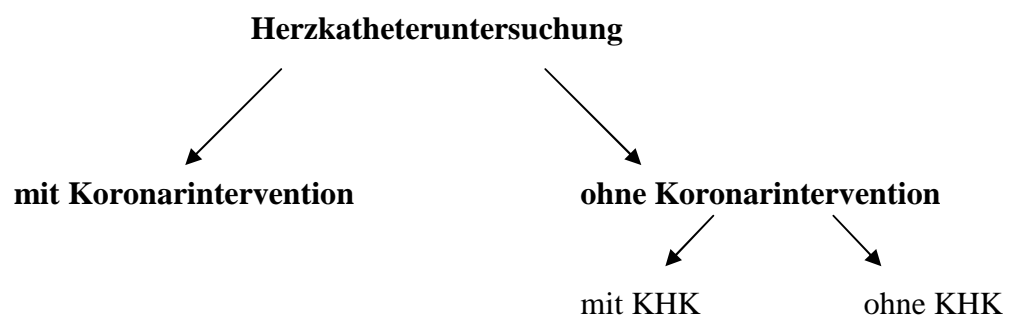 Herzkatheteruntersuchung
mit Koronarintervention ohne Koronarintervention
mit KHK ohne KHK